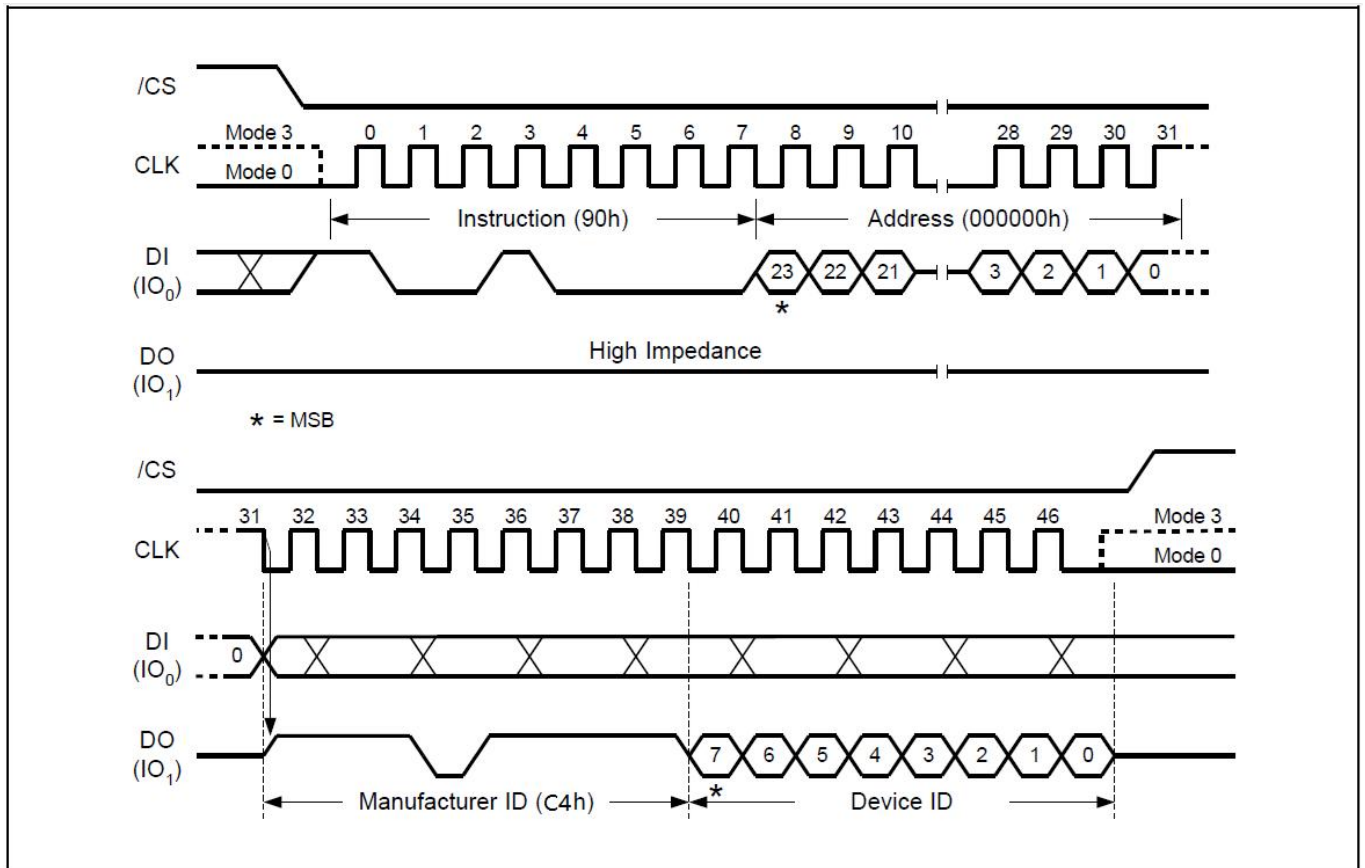 /CS
Mode 3 0 1 2 3 4 5 6 7 8 9 10 28 29 30 31
CLK
Mode 0
Instruction (90h) Address (000000h)
DI
(IO0) 23 22 21 3 2 1 0
*
High Impedance
DO
(IO1)
* = MSB
/CS
31 32 33 34 35 36 37 38 39 40 41 42 43 44 45 46 Mode 3
CLK
Mode 0
DI
(IO0) 0
DO
(IO1) 7 6 5 4 3 2 1 0
*
Manufacturer ID (C4h) Device ID